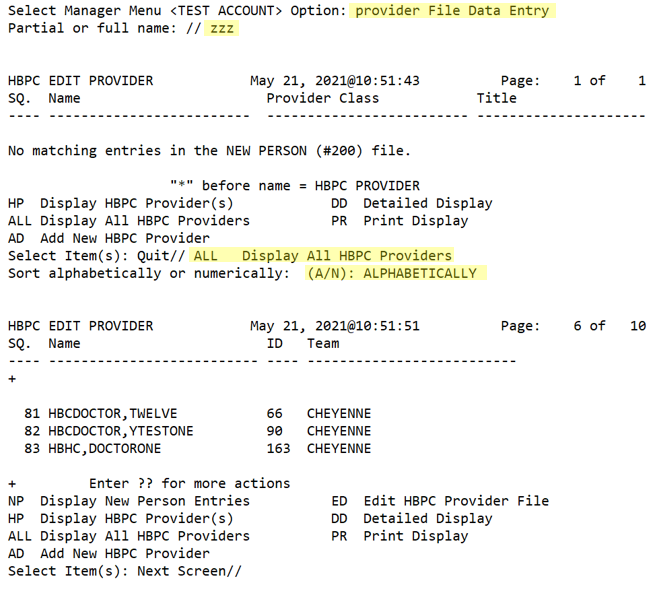 Select Manager Menu <TEST ACCOUNT> Option: provider File Data Entry
Partial or full name: // zzz
HBPC EDIT PROVIDER            May 21, 2021@10:51:43          Page:    1 of    1
SQ.  Name                       Provider Class            Title
---- -------------------------  ------------------------- ---------------------
No matching entries in the NEW PERSON (#200) file.
"*" before name = HBPC PROVIDER
HP  Display HBPC Provider(s)            DD  Detailed Display
ALL Display All HBPC Providers          PR  Print Display
AD  Add New HBPC Provider
Select Item(s): Quit// ALL   Display All HBPC Providers
Sort alphabetically or numerically:  (A/N): ALPHABETICALLY
HBPC EDIT PROVIDER            May 21, 2021@10:51:51          Page:    6 of   10
SQ.  Name                       ID   Team
---- -------------------------- ---- --------------------------
+
81 HBCDOCTOR,TWELVE           66   CHEYENNE
82 HBCDOCTOR,YTESTONE         90   CHEYENNE
83 HBHC,DOCTORONE             163  CHEYENNE
+         Enter ?? for more actions
NP  Display New Person Entries          ED  Edit HBPC Provider File
HP  Display HBPC Provider(s)            DD  Detailed Display
ALL Display All HBPC Providers          PR  Print Display
AD  Add New HBPC Provider
Select Item(s): Next Screen//